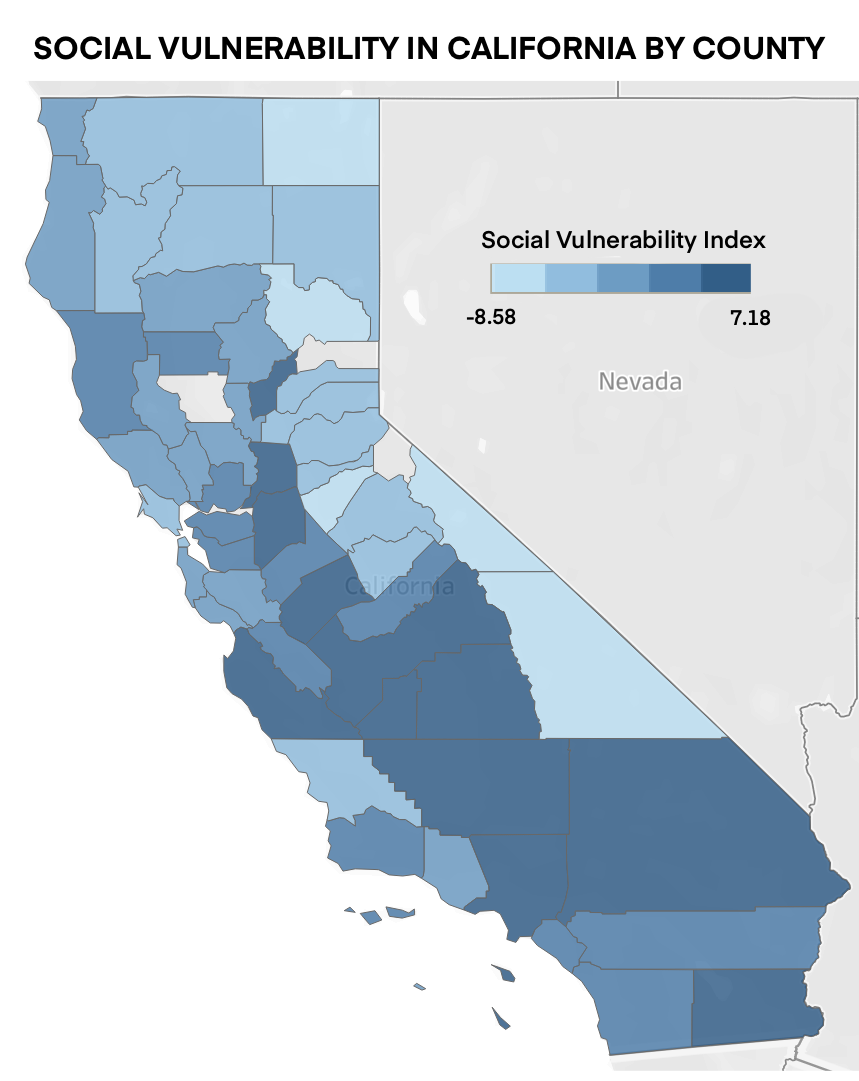 SOCIAL VULNERABILITY IN CALIFORNIA BY COUNTY
Social Vulnerability Index
-8.58 7.18
Nevada
California